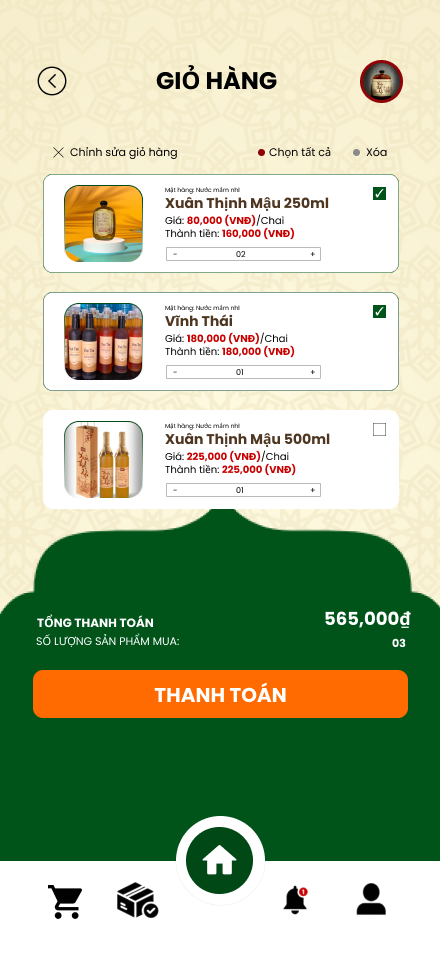 GIỎ HÀNG
Chỉnh sửa giỏ hàng
Chọn tất cả
Xóa
Mặt hàng: Nước mắm nhỉ
Xuân Thịnh Mậu 250ml
Giá: 80,000 (VNĐ)/Chai
Thành tiền: 160,000 (VNĐ)
- 02 +
Mặt hàng: Nước mắm nhỉ
Vĩnh Thái
Giá: 180,000 (VNĐ)/Chai
Thành tiền: 180,000 (VNĐ)
- 01 +
Mặt hàng: Nước mắm nhỉ
Xuân Thịnh Mậu 500ml
Giá: 225,000 (VNĐ)/Chai
Thành tiền: 225,000 (VNĐ)
- 01 +
TỔNG THANH TOÁN 565,000₫
SỐ LƯỢNG SẢN PHẨM MUA: 03
THANH TOÁN
1